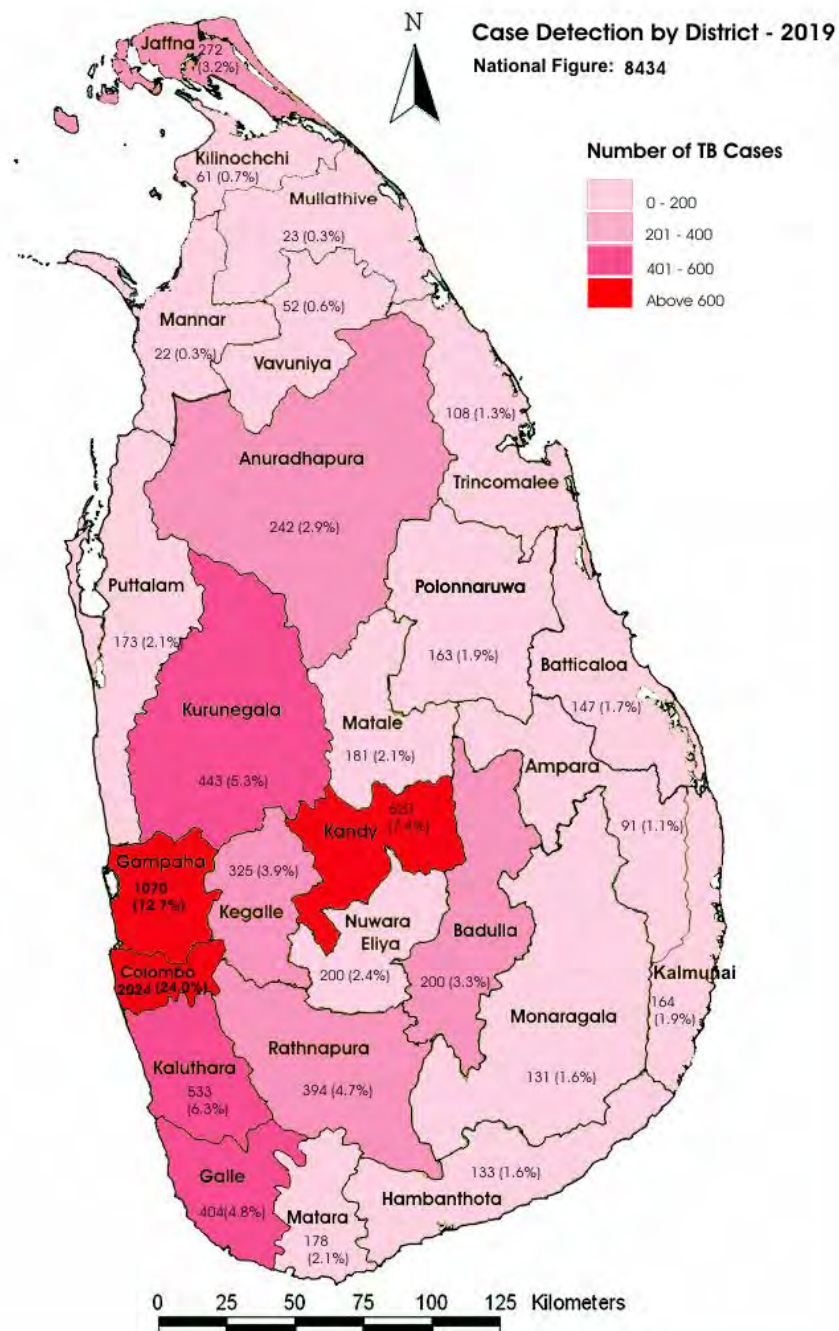 N
Case Detection by District - 2019
National Figure: 8434
Number of TB Cases
0 - 200
201 - 400
401 - 600
Above 600
Jaffna
272
(3.2%)
Kilinochchi
61 (0.7%)
Mullathive
23 (0.3%)
52 (0.6%)
Vavuniya
Mannar
22 (0.3%)
108 (1.3%)
Trincomalee
Anuradhapura
242 (2.9%)
Puttalam
173 (2.1%)
Polonnaruwa
163 (1.9%)
Batticaloa
147 (1.7%)
Kurunegala
443 (5.3%)
Matale
181 (2.1%)
Ampara
91 (1.1%)
Kandy
(7.4%)
Gampaha
1070
(12.7%)
325 (3.9%)
Kegalle
Nuwara
Eliya
200 (2.4%)
Badulla
200 (3.3%)
Colombo
2024 (24.0%)
Kalmunai
164
(1.9%)
Monaragala
131 (1.6%)
Rathnapura
394 (4.7%)
Kaluthara
533
(6.3%)
Galle
404(4.8%)
Matara
178
(2.1%)
133 (1.6%)
Hambanthota
0 25 50 75 100 125 Kilometers